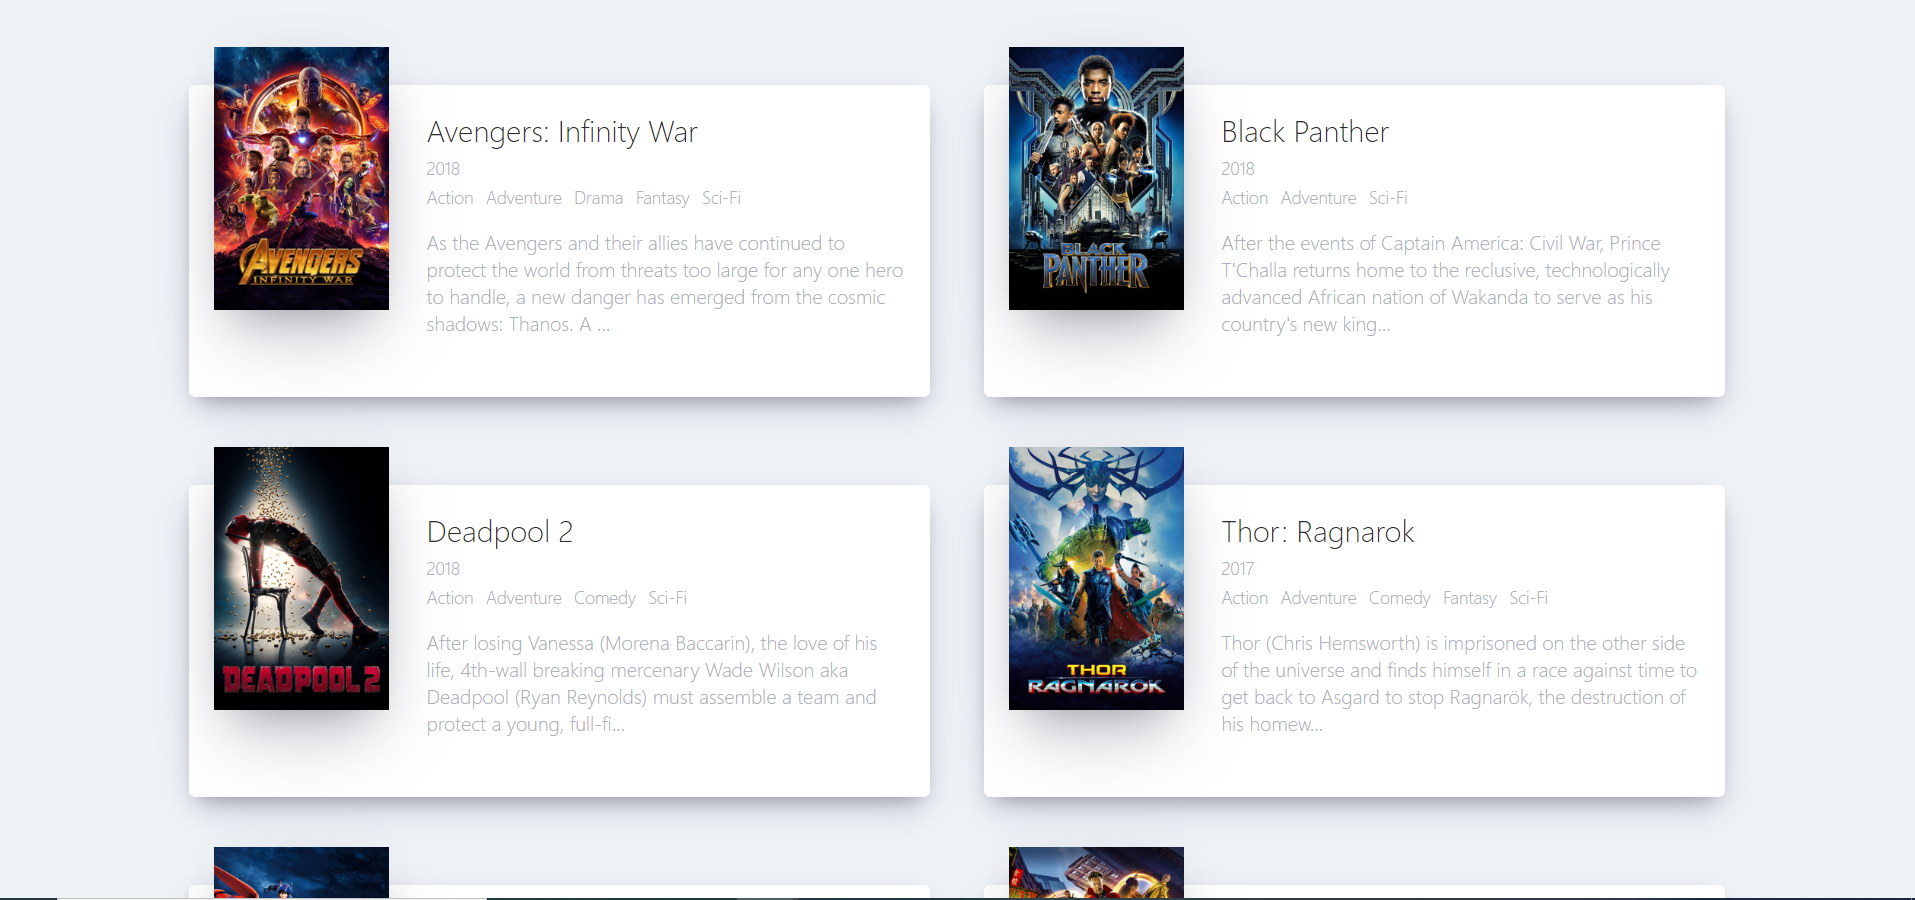 AVENGERS
INFINITY WAR
Avengers: Infinity War
2018
Action Adventure Drama Fantasy Sci-Fi
As the Avengers and their allies have continued to
protect the world from threats too large for any one hero
to handle, a new danger has emerged from the cosmic
shadows: Thanos. A ...
BLACK
PANTHER
Black Panther
2018
Action Adventure Sci-Fi
After the events of Captain America: Civil War, Prince
T'Challa returns home to the reclusive, technologically
advanced African nation of Wakanda to serve as his
country's new king...
DEADPOOL 2
Deadpool 2
2018
Action Adventure Comedy Sci-Fi
After losing Vanessa (Morena Baccarin), the love of his
life, 4th-wall breaking mercenary Wade Wilson aka
Deadpool (Ryan Reynolds) must assemble a team and
protect a young, full-fi...
THOR
RAGNAROK
Thor: Ragnarok
2017
Action Adventure Comedy Fantasy Sci-Fi
Thor (Chris Hemsworth) is imprisoned on the other side
of the universe and finds himself in a race against time to
get back to Asgard to stop Ragnarök, the destruction of
his homew...